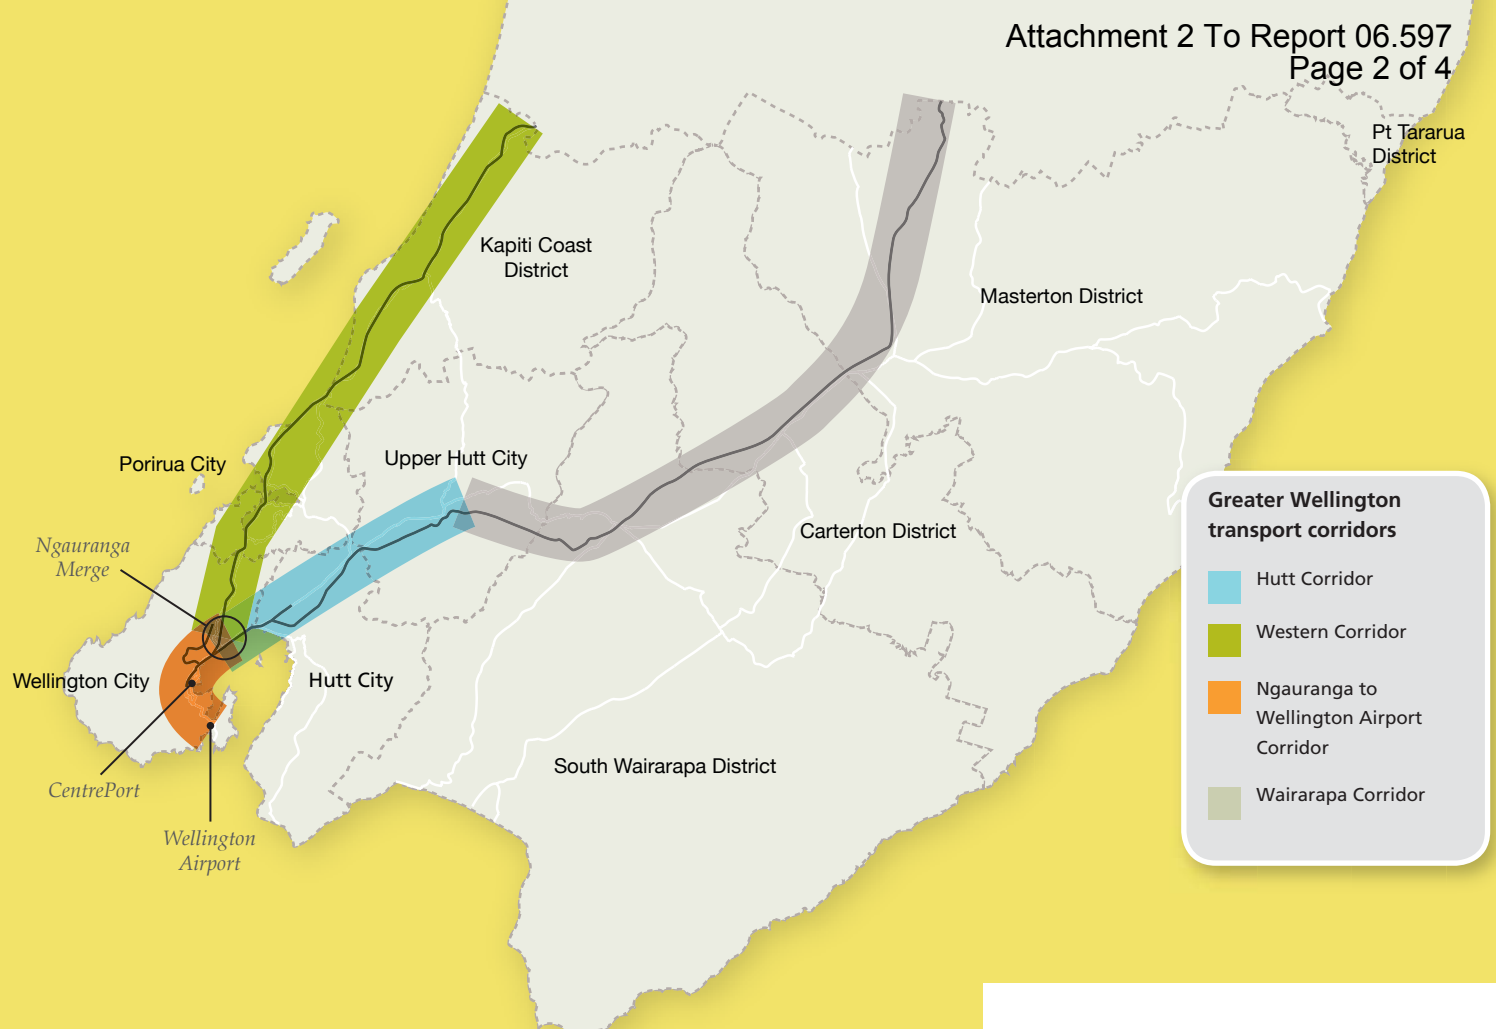 Attachment 2 To Report 06.597
Page 2 of 4
Pt Tararua
District
Kapiti Coast
District
Masterton District
Porirua City
Upper Hutt City
Carterton District
Ngauranga
Merge
Wellington City
Hutt City
CentrePort
South Wairarapa District
Wellington
Airport
Greater Wellington
transport corridors
Hutt Corridor
Western Corridor
Ngauranga to
Wellington Airport
Corridor
Wairarapa Corridor